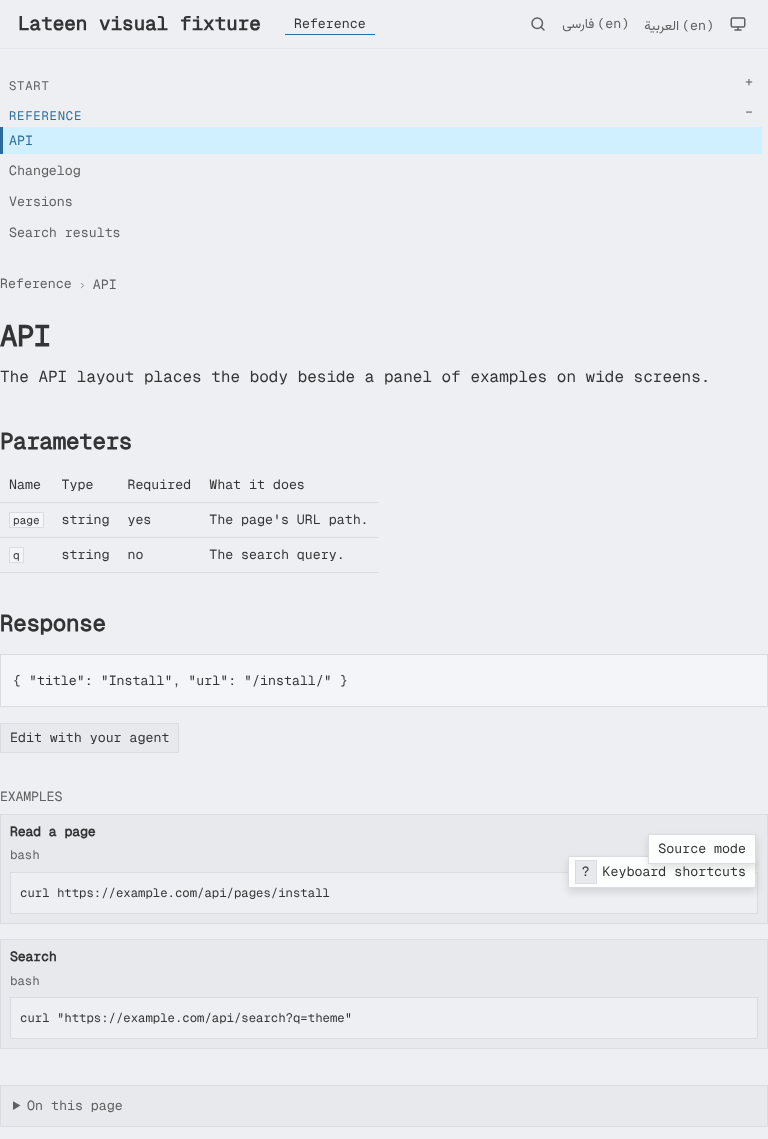 Lateen visual fixture
Reference
فارسی (en)
العربية (en)
START
+
REFERENCE
−
API
Changelog
Versions
Search results
Reference › API
API
The API layout places the body beside a panel of examples on wide screens.
Parameters
Name Type Required What it does
page string yes The page's URL path.
q string no The search query.
Response
{ "title": "Install", "url": "/install/" }
Edit with your agent
EXAMPLES
Read a page
bash
curl https://example.com/api/pages/install
Source mode
? Keyboard shortcuts
Search
bash
curl "https://example.com/api/search?q=theme"
On this page